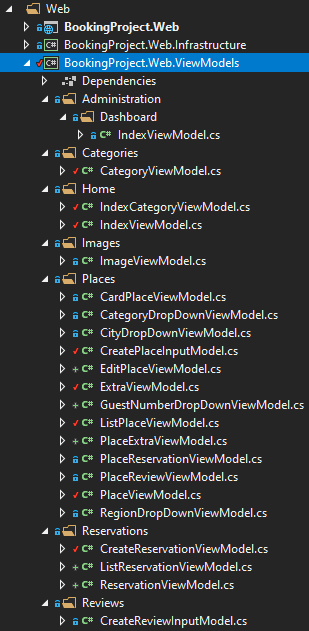 Web
BookingProject.Web
BookingProject.Web.Infrastructure
BookingProject.Web.ViewModels
Dependencies
Administration
Dashboard
IndexViewModel.cs
Categories
CategoryViewModel.cs
Home
IndexCategoryViewModel.cs
IndexViewModel.cs
Images
ImageViewModel.cs
Places
CardPlaceViewModel.cs
CategoryDropDownViewModel.cs
CityDropDownViewModel.cs
CreatePlaceInputModel.cs
EditPlaceViewModel.cs
ExtraViewModel.cs
GuestNumberDropDownViewModel.cs
ListPlaceViewModel.cs
PlaceExtraViewModel.cs
PlaceReservationViewModel.cs
PlaceReviewViewModel.cs
PlaceViewModel.cs
RegionDropDownViewModel.cs
Reservations
CreateReservationViewModel.cs
ListReservationViewModel.cs
ReservationViewModel.cs
Reviews
CreateReviewInputModel.cs